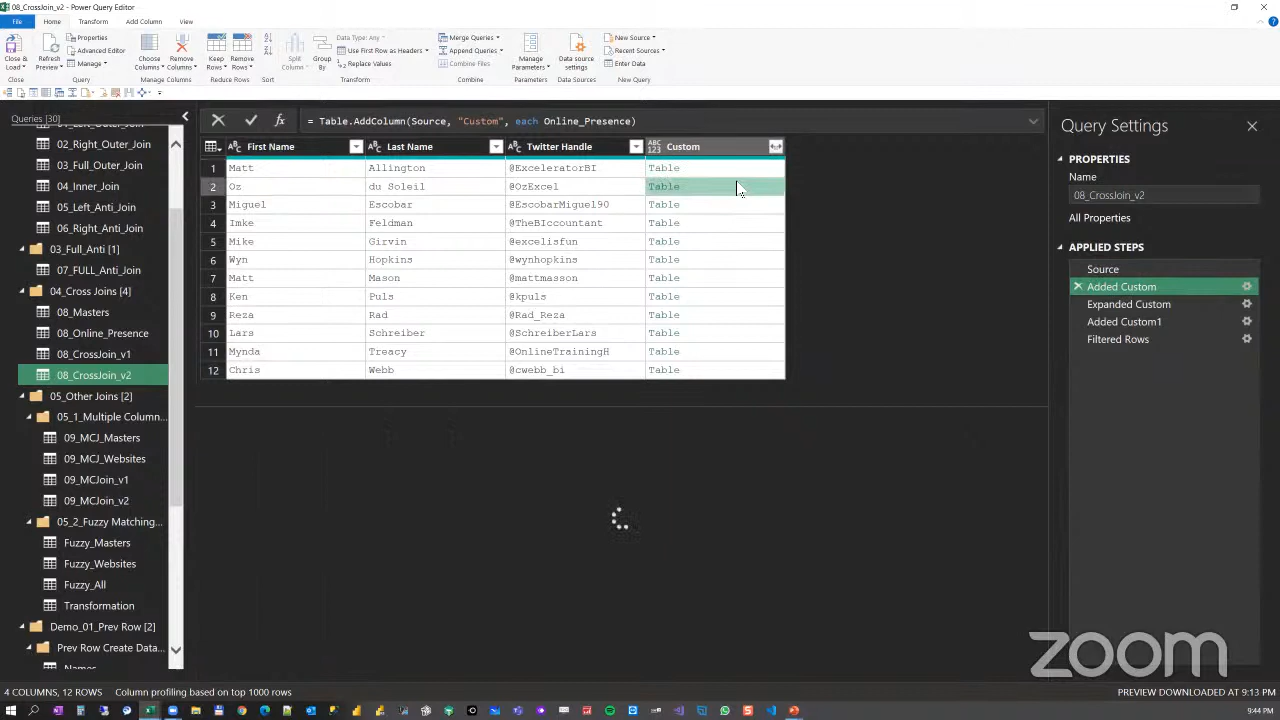 08_CrossJoin_v2 - Power Query Editor
File Home Transform Add Column View
Close & Load
Refresh Preview
Properties
Advanced Editor
Manage
Choose Columns
Remove Columns
Keep Rows
Remove Rows
Split Column
Group By
Data Type: Any
Use First Row as Headers
Replace Values
Merge Queries
Append Queries
Combine Files
Manage Parameters
Data source settings
New Source
Recent Sources
Enter Data
Close Query Manage Columns Reduce Rows Sort Transform Combine Parameters Data Sources New Query
Queries [30]
= Table.AddColumn(Source, "Custom", each Online_Presence)
02_Right_Outer_Join
03_Full_Outer_Join
04_Inner_Join
05_Left_Anti_Join
06_Right_Anti_Join
03_Full_Anti [1]
07_FULL_Anti_Join
04_Cross Joins [4]
08_Masters
08_Online_Presence
08_CrossJoin_v1
08_CrossJoin_v2
05_Other Joins [2]
05_1_Multiple Column...
09_MCJ_Masters
09_MCJ_Websites
09_MCJoin_v1
09_MCJoin_v2
05_2_Fuzzy Matching...
Fuzzy_Masters
Fuzzy_Websites
Fuzzy_All
Transformation
Demo_01_Prev Row [2]
Prev Row Create Data...
First Name Last Name Twitter Handle Custom
1 Matt Allington @ExceleratorBI Table
2 Oz du Soleil @OzExcel Table
3 Miguel Escobar @EscobarMiguel90 Table
4 Imke Feldman @TheBIccountant Table
5 Mike Girvin @excelisfun Table
6 Wyn Hopkins @wynhopkins Table
7 Matt Mason @mattmasson Table
8 Ken Puls @kpuls Table
9 Reza Rad @Rad_Reza Table
10 Lars Schreiber @SchreiberLars Table
11 Mynda Treacy @OnlineTrainingH Table
12 Chris Webb @cwebb_bi Table
Query Settings
PROPERTIES
Name
08_CrossJoin_v2
All Properties
APPLIED STEPS
Source
Added Custom
Expanded Custom
Added Custom1
Filtered Rows
zoom
4 COLUMNS, 12 ROWS Column profiling based on top 1000 rows PREVIEW DOWNLOADED AT 9:13 PM
9:44 PM